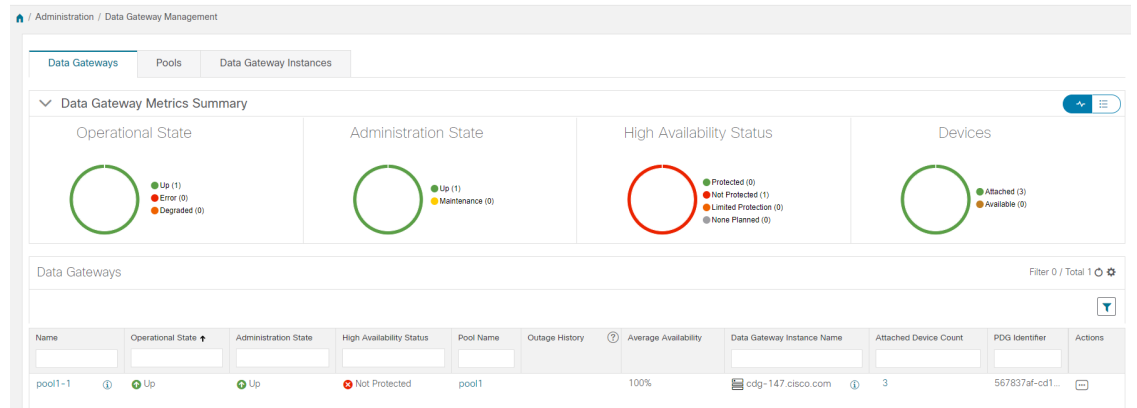 / Administration / Data Gateway Management
Data Gateways Pools Data Gateway Instances
Data Gateway Metrics Summary
Operational State
Up (1)
Error (0)
Degraded (0)
Administration State
Up (1)
Maintenance (0)
High Availability Status
Protected (0)
Not Protected (1)
Limited Protection (0)
None Planned (0)
Devices
Attached (3)
Available (0)
Data Gateways Filter 0 / Total 1
Name Operational State Administration State High Availability Status Pool Name Outage History ? Average Availability Data Gateway Instance Name Attached Device Count PDG Identifier Actions
pool1-1 Up Up Not Protected pool1 100% cdg-147.cisco.com 3 567837af-cd1...